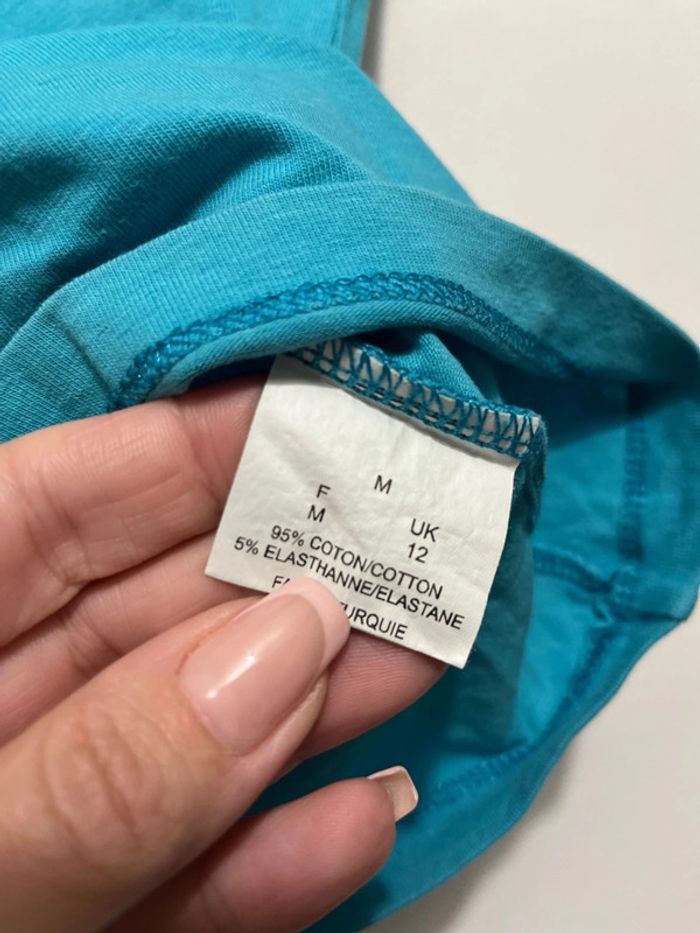 M
F
M
UK
12
95% COTON/COTTON
5% ELASTHANNE/ELASTANE